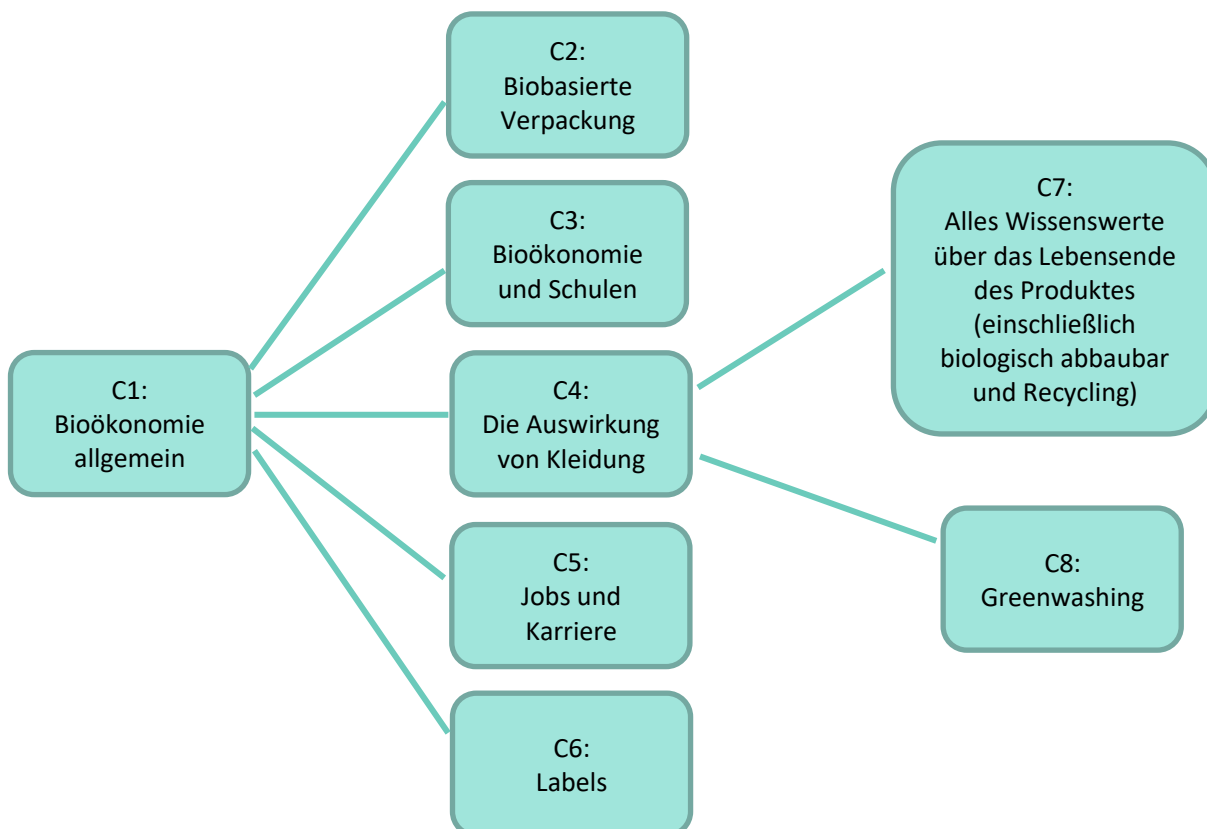 C1:
Bioökonomie
allgemein
C2:
Biobasierte
Verpackung
C3:
Bioökonomie
und Schulen
C4:
Die Auswirkung
von Kleidung
C5:
Jobs und
Karriere
C6:
Labels
C7:
Alles Wissenswerte
über das Lebensende
des Produktes
(einschließlich
biologisch abbaubar
und Recycling)
C8:
Greenwashing